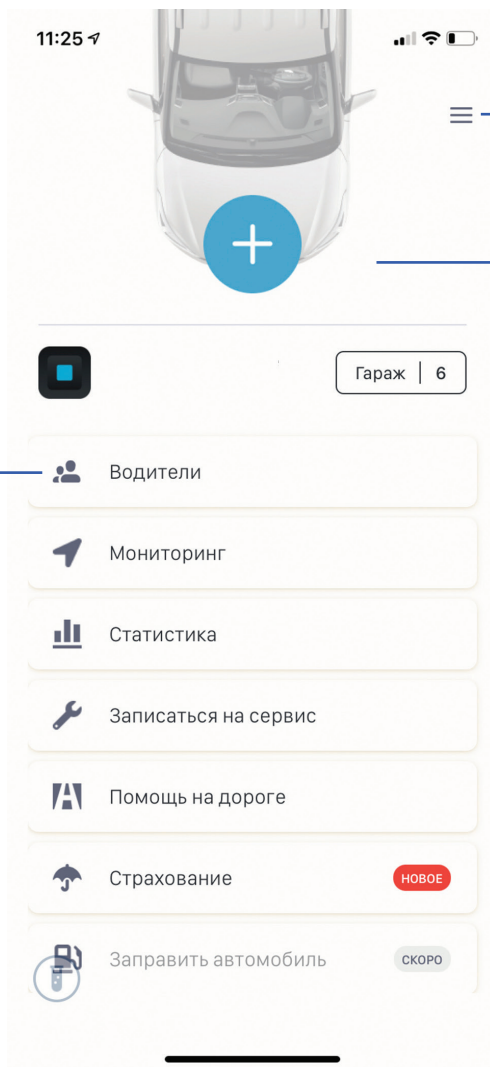 11:25
Гараж | 6
Водители
Мониторинг
Статистика
Записаться на сервис
Помощь на дороге
Страхование НОВОЕ
Заправить автомобиль СКОРО